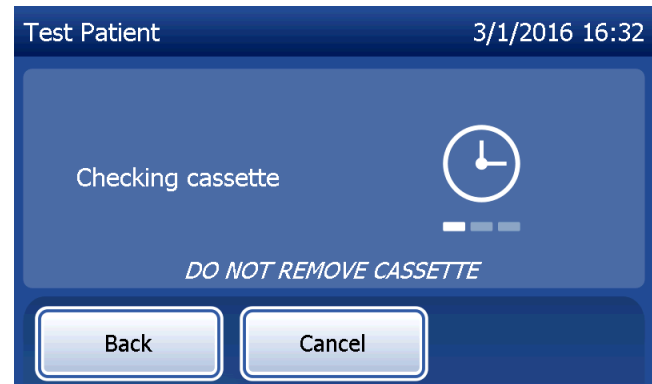 Test Patient 3/1/2016 16:32
Checking cassette
DO NOT REMOVE CASSETTE
Back Cancel